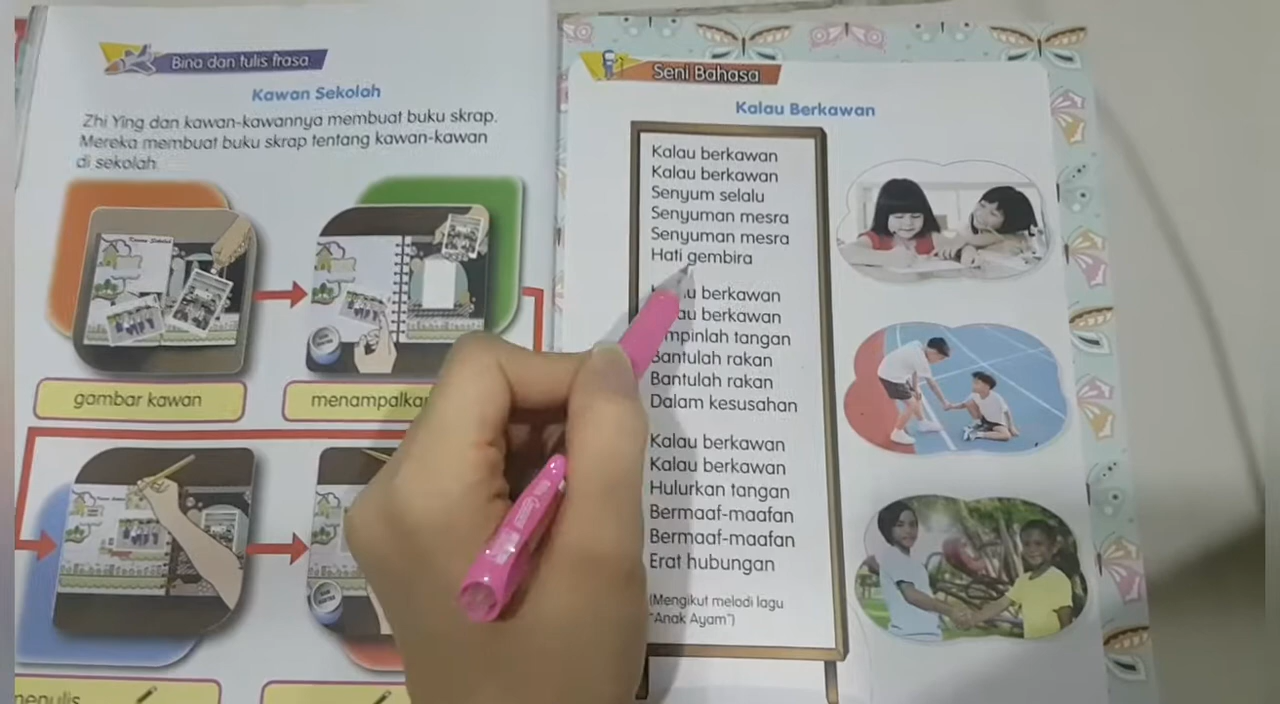 Bina dan tulis frasa
Kawan Sekolah
Zhi Ying dan kawan-kawannya membuat buku skrap.
Mereka membuat buku skrap tentang kawan-kawan
di sekolah
gambar kawan
Seni Bahasa
Kalau Berkawan
Kalau berkawan
Kalau berkawan
Senyum selalu
Senyuman mesra
Senyuman mesra
Hati gembira
berkawan
berkawan
tangan
Bantulah rakan
Bantulah rakan
Dalam kesusahan
Kalau berkawan
Kalau berkawan
Hulurkan tangan
Bermaaf-maafan
Bermaaf-maafan
Erat hubungan
(Mengikut melodi lagu
"Anak Ayam")